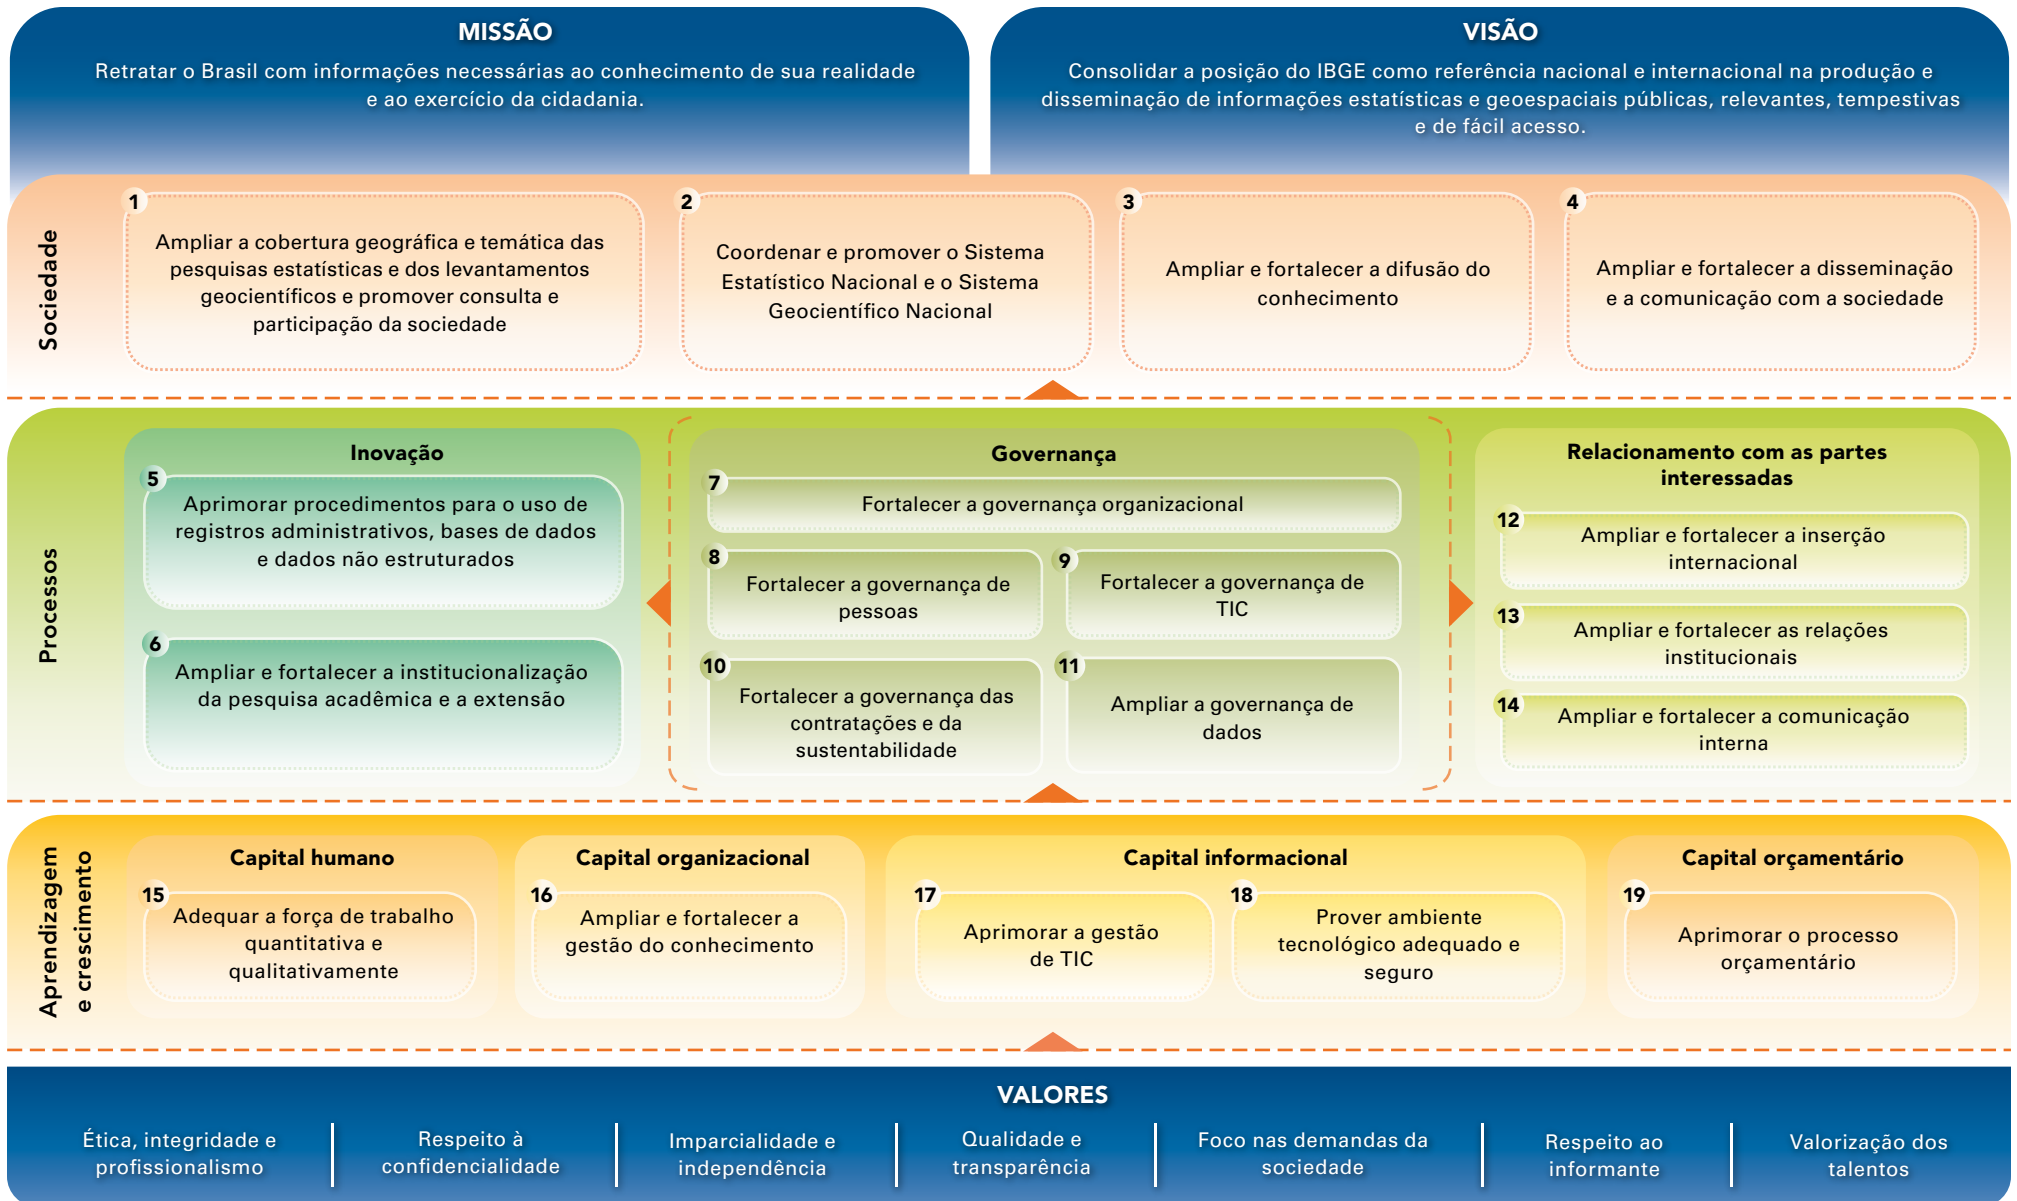 MISSÃO
Retratar o Brasil com informações necessárias ao conhecimento de sua realidade
e ao exercício da cidadania.
VISÃO
Consolidar a posição do IBGE como referência nacional e internacional na produção e
disseminação de informações estatísticas e geoespaciais públicas, relevantes, tempestivas
e de fácil acesso.
Sociedade
1
Ampliar a cobertura geográfica e temática das
pesquisas estatísticas e dos levantamentos
geocientíficos e promover consulta e
participação da sociedade
2
Coordenar e promover o Sistema
Estatístico Nacional e o Sistema
Geocientífico Nacional
3
Ampliar e fortalecer a difusão do
conhecimento
4
Ampliar e fortalecer a disseminação
e a comunicação com a sociedade
Processos
Inovação
5
Aprimorar procedimentos para o uso de
registros administrativos, bases de dados
e dados não estruturados
6
Ampliar e fortalecer a institucionalização
da pesquisa acadêmica e a extensão
Governança
7
Fortalecer a governança organizacional
8
Fortalecer a governança de
pessoas
9
Fortalecer a governança de
TIC
10
Fortalecer a governança das
contratações e da
sustentabilidade
11
Ampliar a governança de
dados
Relacionamento com as partes
interessadas
12
Ampliar e fortalecer a inserção
internacional
13
Ampliar e fortalecer as relações
institucionais
14
Ampliar e fortalecer a comunicação
interna
Aprendizagem
e crescimento
Capital humano
15
Adequar a força de trabalho
quantitativa e
qualitativamente
Capital organizacional
16
Ampliar e fortalecer a
gestão do conhecimento
Capital informacional
17
Aprimorar a gestão
de TIC
18
Prover ambiente
tecnológico adequado e
seguro
Capital orçamentário
19
Aprimorar o processo
orçamentário
VALORES
Ética, integridade e
profissionalismo
Respeito à
confidencialidade
Imparcialidade e
independência
Qualidade e
transparência
Foco nas demandas da
sociedade
Respeito ao
informante
Valorização dos
talentos